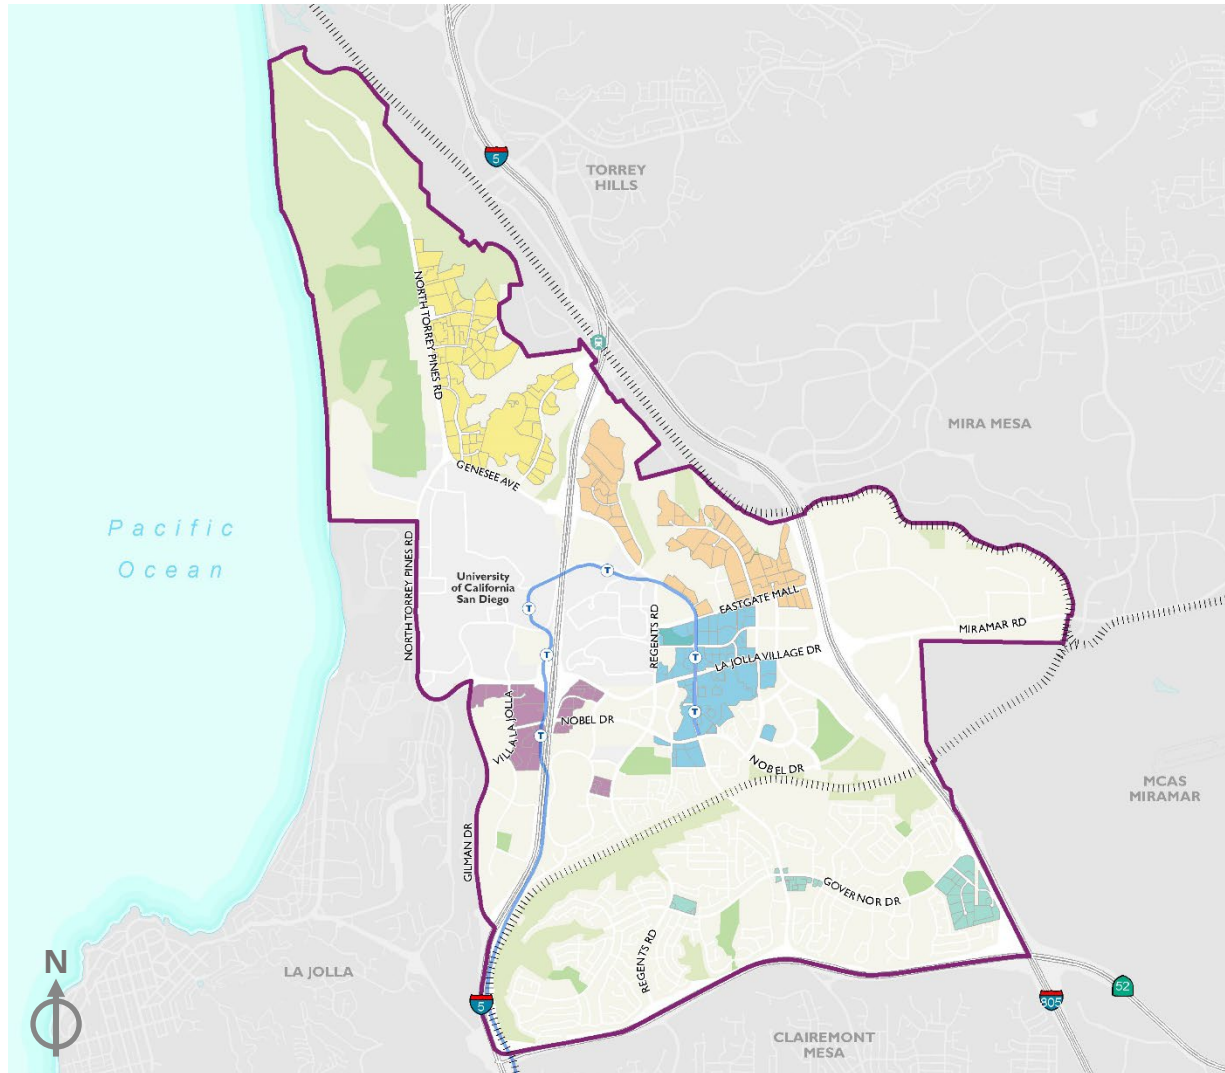 5
TORREY
HILLS
NORTH TORREY PINES RD
MIRA MESA
GENESEE AVE
Pacific
Ocean
NORTH TORREY PINES RD
University
of California
San Diego
T
T
T
T
T
T
REGENTS RD
EASTGATE MALL
MIRAMAR RD
LA JOLLA VILLAGE DR
VILLA LA JOLLA
NOBEL DR
NOBEL DR
MCAS
MIRAMAR
GILMAN DR
GOVERNOR DR
REGENTS RD
N
LA JOLLA
5
805
52
CLAIREMONT
MESA